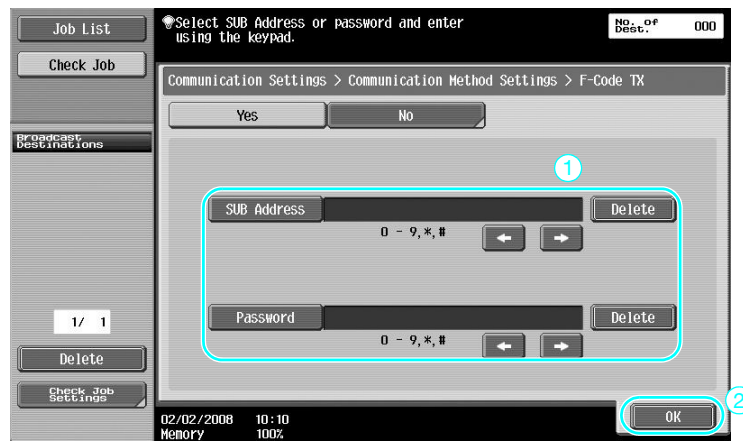 Job List
Check Job
Broadcast
Destinations
1/ 1
Delete
Check Job
Settings
Select SUB Address or password and enter
using the keypad.
No. of
Dest.
000
Communication Settings > Communication Method Settings > F-Code TX
Yes
No
1
SUB Address
Delete
0 - 9,*,#
← →
Password
Delete
0 - 9,*,#
← →
2
OK
02/02/2008 10:10
Memory 100%